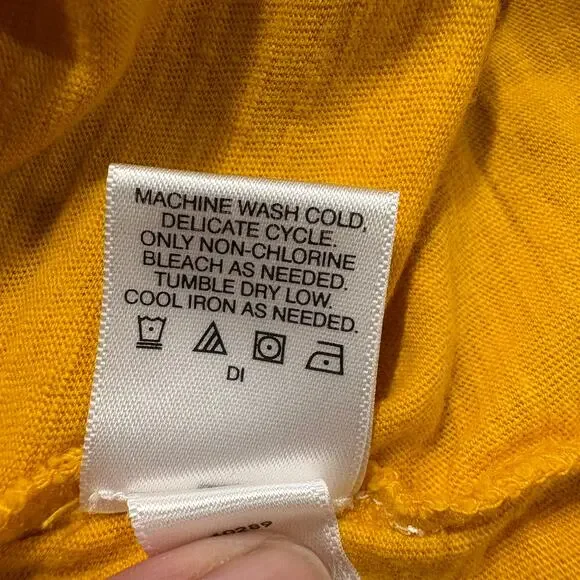 MACHINE WASH COLD,
DELICATE CYCLE.
ONLY NON-CHLORINE
BLEACH AS NEEDED.
TUMBLE DRY LOW.
COOL IRON AS NEEDED.
DI